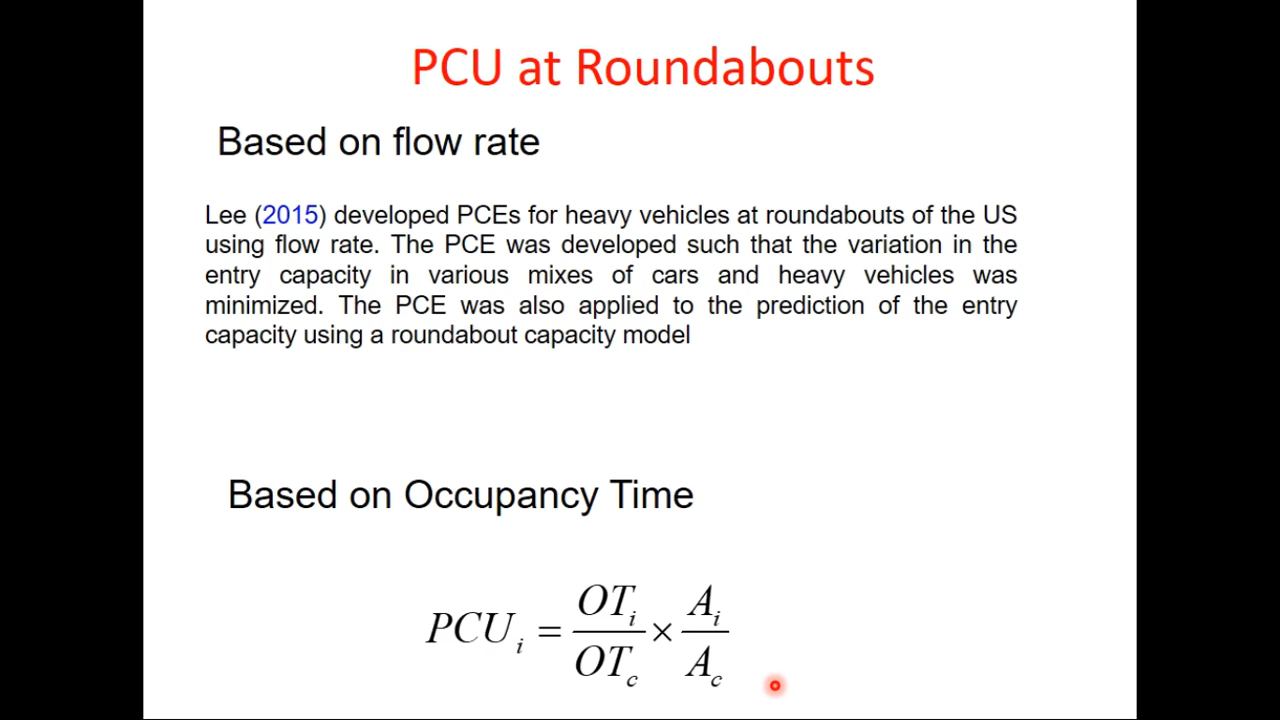 PCU at Roundabouts
Based on flow rate
Lee (2015) developed PCEs for heavy vehicles at roundabouts of the US
using flow rate. The PCE was developed such that the variation in the
entry capacity in various mixes of cars and heavy vehicles was
minimized. The PCE was also applied to the prediction of the entry
capacity using a roundabout capacity model
Based on Occupancy Time
PCU_i = OT_i / OT_c × A_i / A_c